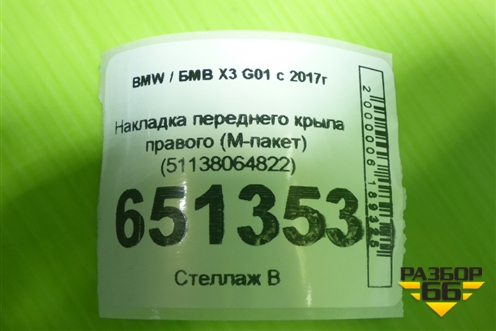 BMW / БМВ X3 G01 с 2017г
Накладка переднего крыла
правого (М-пакет)
(51138064822)
651353
Стеллаж В
РАЗБОР
66